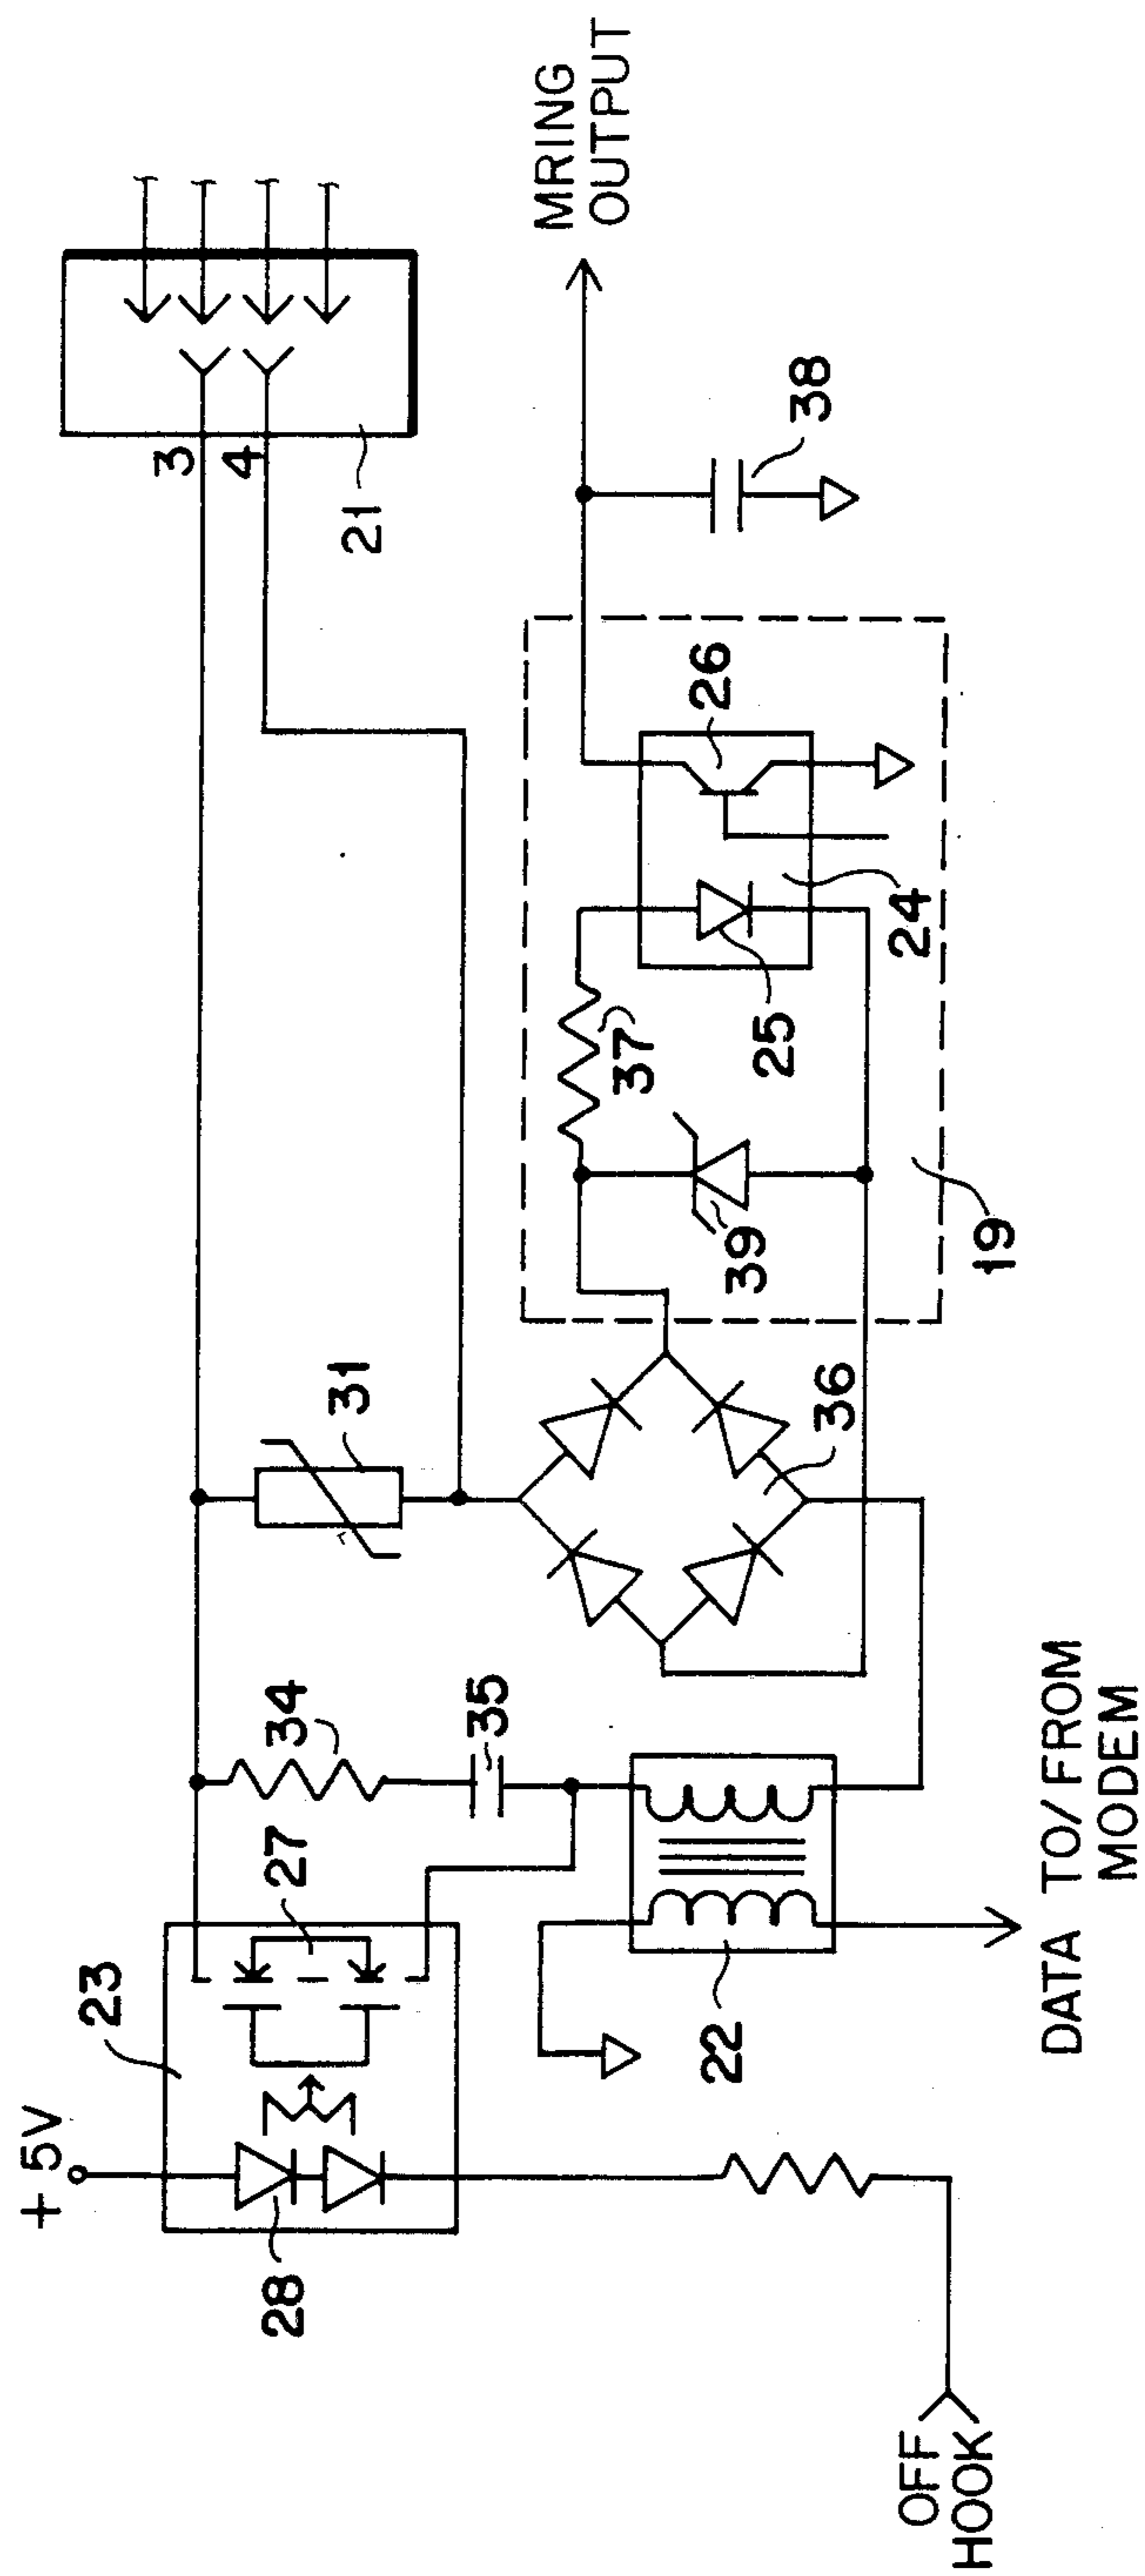 +5V
23
28
27
34
35
31
3
4
21
22
36
39
37
25
26
24
19
38
MRING
OUTPUT
OFF
HOOK
DATA TO/FROM
MODEM